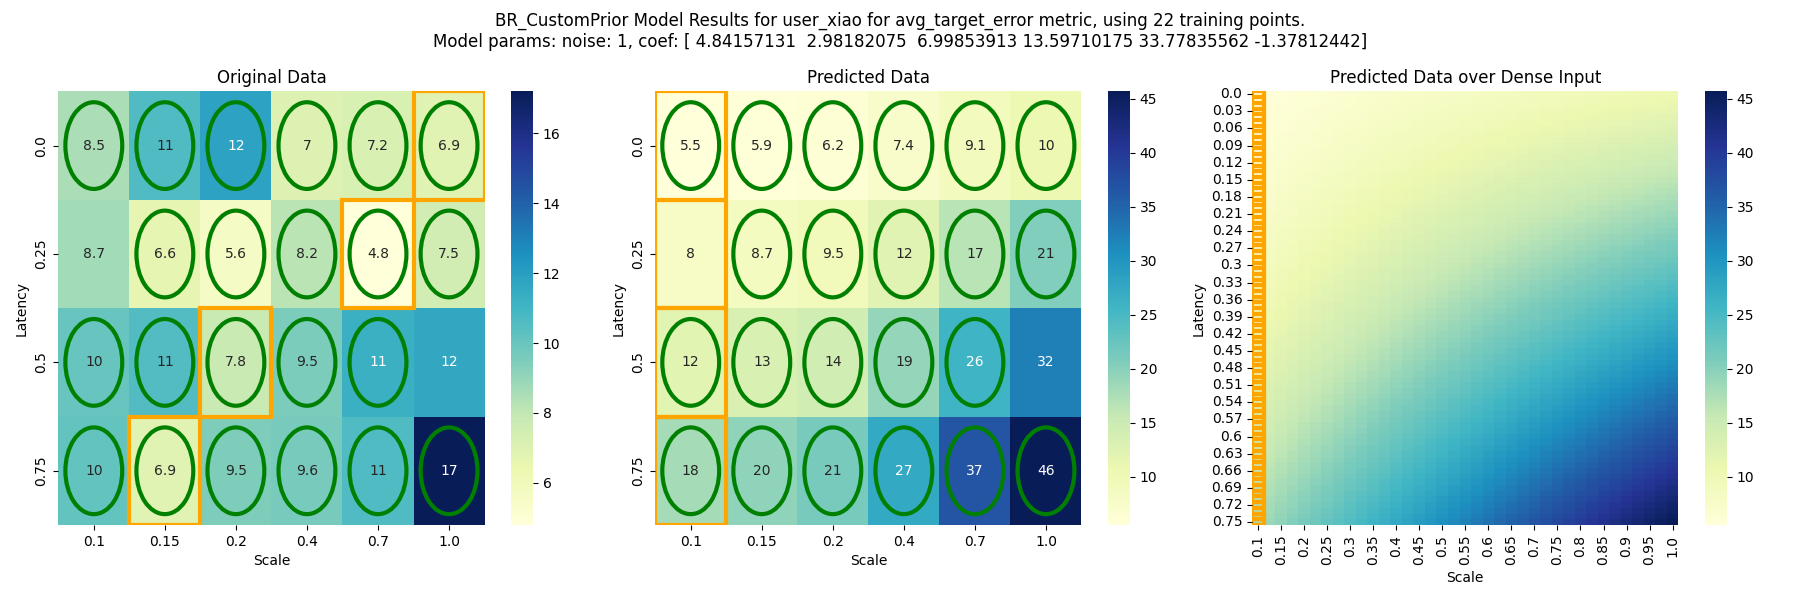 BR_CustomPrior Model Results for user_xiao for avg_target_error metric, using 22 training points.
Model params: noise: 1, coef: [ 4.84157131 2.98182075 6.99853913 13.59710175 33.77835562 -1.37812442]
Original Data
Latency
0.0 8.5 11 12 7 7.2 6.9
0.25 8.7 6.6 5.6 8.2 4.8 7.5
0.5 10 11 7.8 9.5 11 12
0.75 10 6.9 9.5 9.6 11 17
0.1 0.15 0.2 0.4 0.7 1.0
Scale
16
14
12
10
8
6
Predicted Data
Latency
0.0 5.5 5.9 6.2 7.4 9.1 10
0.25 8 8.7 9.5 12 17 21
0.5 12 13 14 19 26 32
0.75 18 20 21 27 37 46
0.1 0.15 0.2 0.4 0.7 1.0
Scale
45
40
35
30
25
20
15
10
Predicted Data over Dense Input
Latency
0.0
0.03
0.06
0.09
0.12
0.15
0.18
0.21
0.24
0.27
0.3
0.33
0.36
0.39
0.42
0.45
0.48
0.51
0.54
0.57
0.6
0.63
0.66
0.69
0.72
0.75
0.1 0.15 0.2 0.25 0.3 0.35 0.4 0.45 0.5 0.55 0.6 0.65 0.7 0.75 0.8 0.85 0.9 0.95 1.0
Scale
45
40
35
30
25
20
15
10